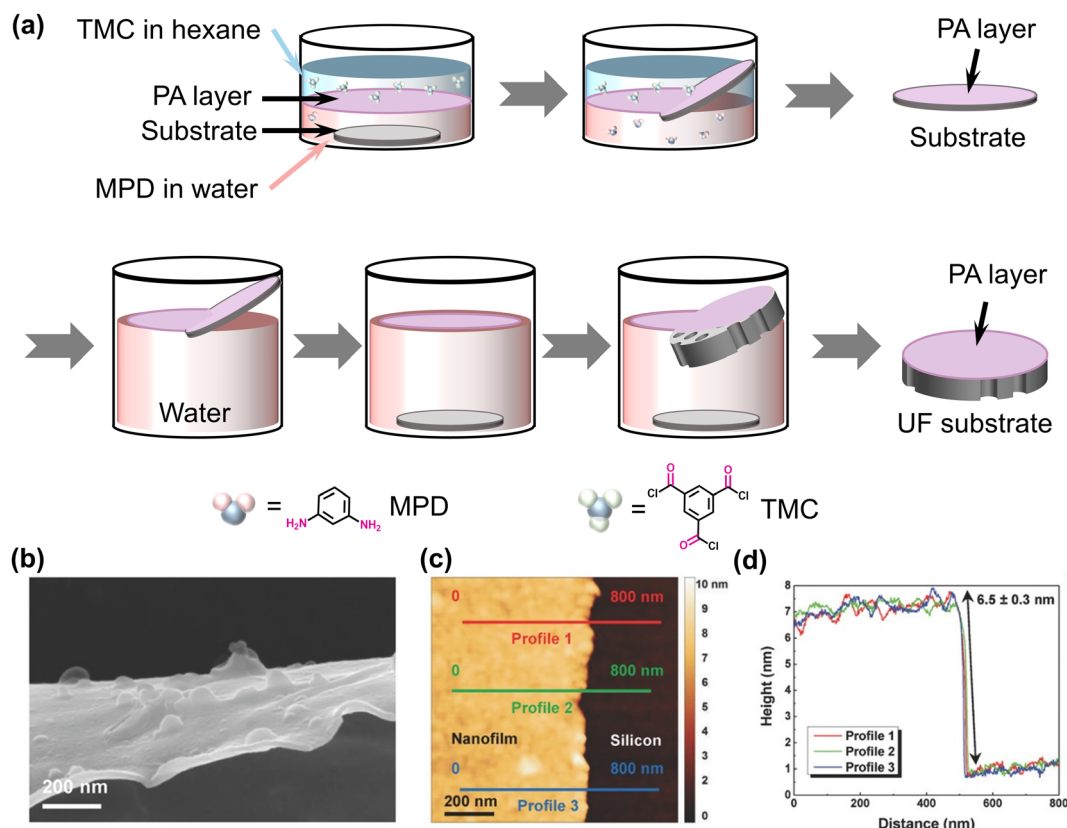 (a)
TMC in hexane
PA layer
Substrate
MPD in water
PA layer
Substrate
Water
PA layer
UF substrate
= H₂N NH₂ MPD
= O Cl O Cl O Cl TMC
(b)
200 nm
(c)
0 800 nm
Profile 1
0 800 nm
Profile 2
Nanofilm Silicon
0 800 nm
200 nm Profile 3
10 nm
9
8
7
6
5
4
3
2
1
0
(d)
Height (nm)
8
7
6
5
4
3
2
1
0
6.5 ± 0.3 nm
Profile 1
Profile 2
Profile 3
0 200 400 600 800
Distance (nm)